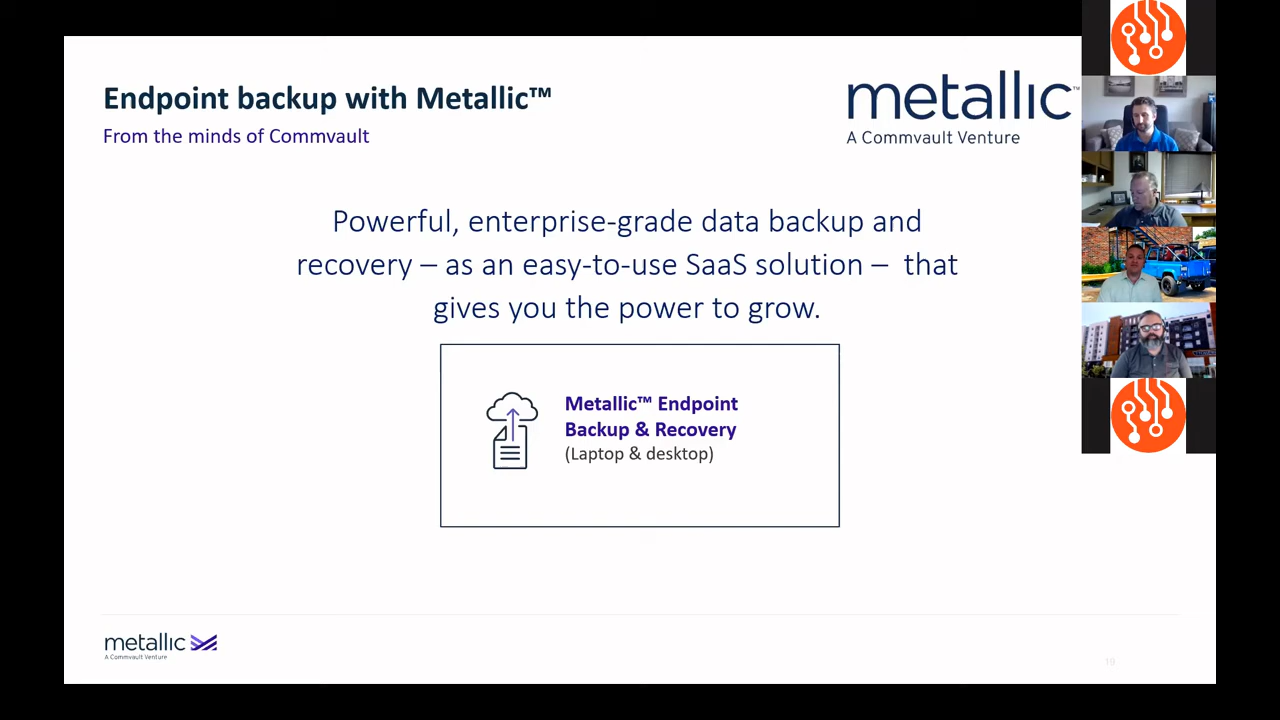 Endpoint backup with Metallic™
From the minds of Commvault
metallic™
A Commvault Venture
Powerful, enterprise-grade data backup and
recovery – as an easy-to-use SaaS solution – that
gives you the power to grow.
Metallic™ Endpoint
Backup & Recovery
(Laptop & desktop)
metallic
A Commvault Venture
19